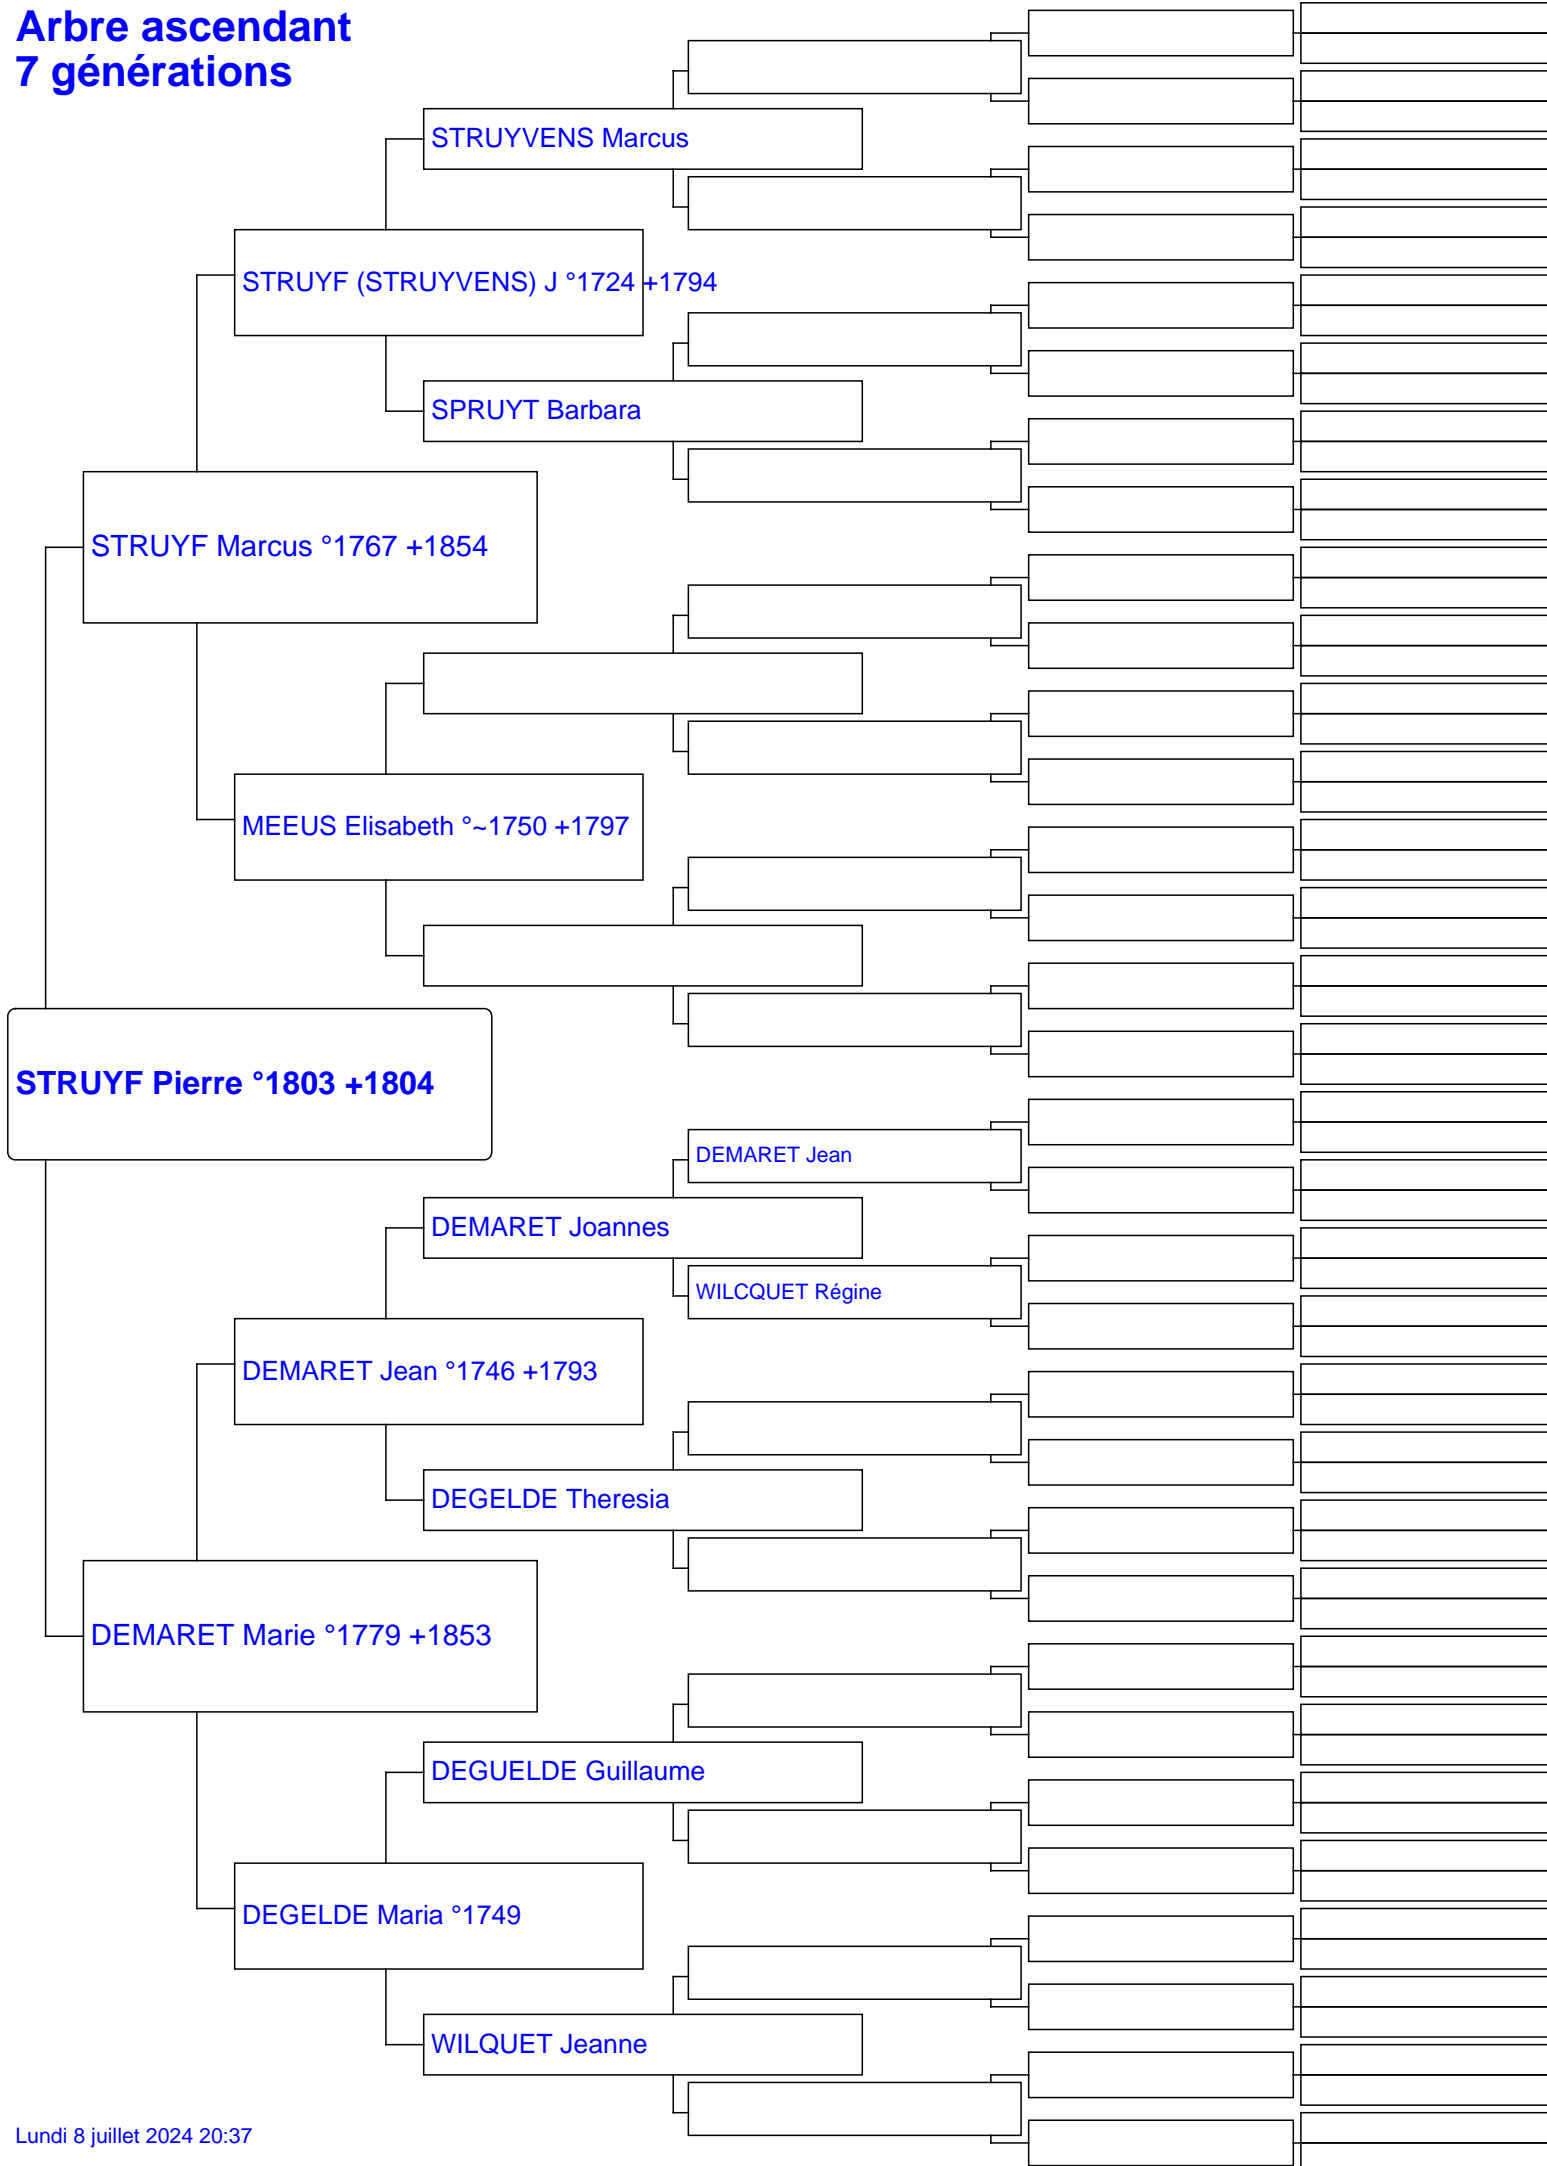 Arbre ascendant
7 générations
STRUYVENS Marcus
STRUYF (STRUYVENS) J °1724 +1794
SPRUYT Barbara
STRUYF Marcus °1767 +1854
MEEUS Elisabeth °~1750 +1797
STRUYF Pierre °1803 +1804
DEMARET Jean
DEMARET Joannes
WILCQUET Régine
DEMARET Jean °1746 +1793
DEGELDE Theresia
DEMARET Marie °1779 +1853
DEGUELDE Guillaume
DEGELDE Maria °1749
WILQUET Jeanne
Lundi 8 juillet 2024 20:37